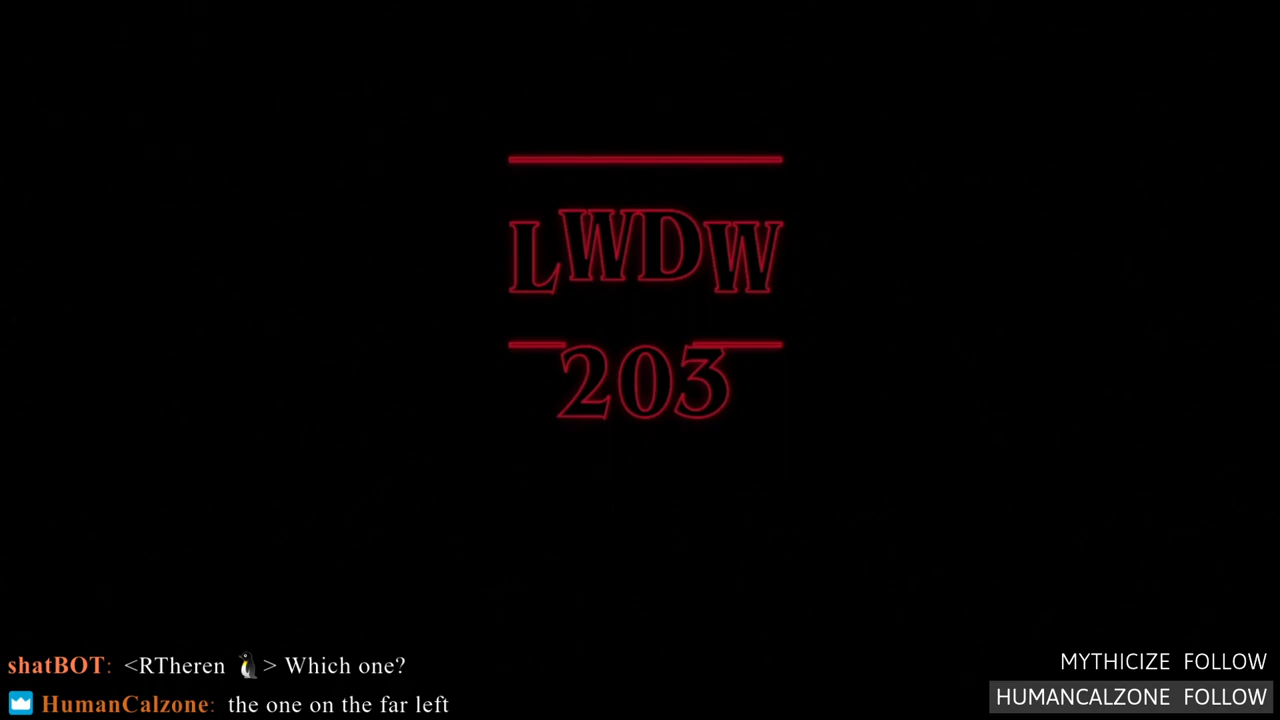 LWDW
203
shatBOT: <RTheren 🐧> Which one?
HumanCalzone: the one on the far left
MYTHICIZE FOLLOW
HUMANCALZONE FOLLOW